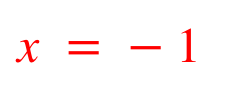 x = − 1